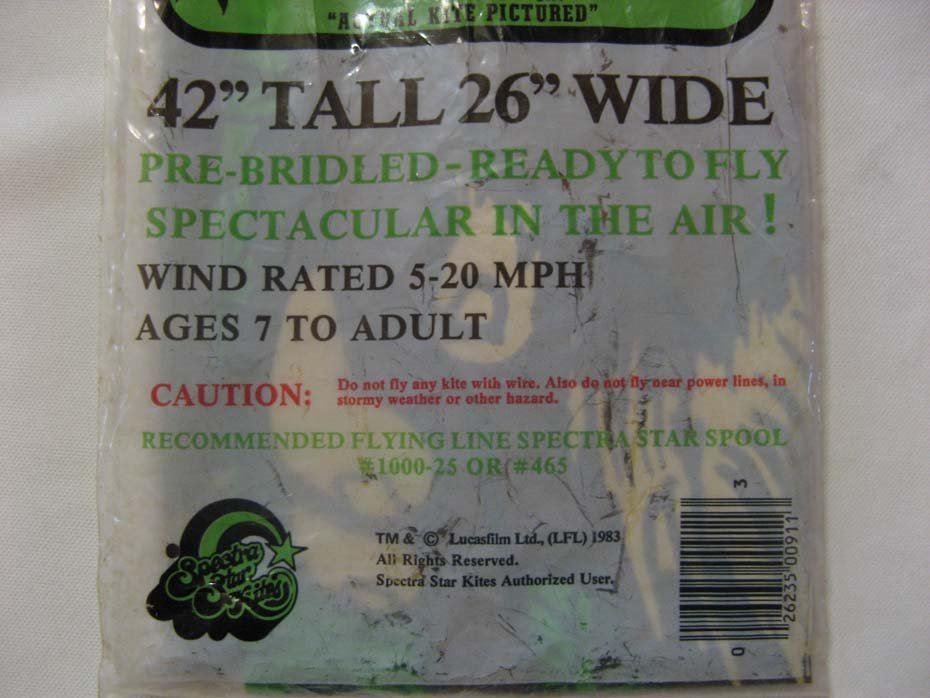 "ACTUAL KITE PICTURED"
42" TALL 26" WIDE
PRE-BRIDLED - READY TO FLY
SPECTACULAR IN THE AIR!
WIND RATED 5-20 MPH
AGES 7 TO ADULT
CAUTION: Do not fly any kite with wire. Also do not fly near power lines, in
stormy weather or other hazard.
RECOMMENDED FLYING LINE SPECTRA STAR SPOOL
#1000-25 OR #465
Spectra
Star
Kites
TM & © Lucasfilm Ltd., (LFL) 1983
All Rights Reserved.
Spectra Star Kites Authorized User.
0 26235 00911 3